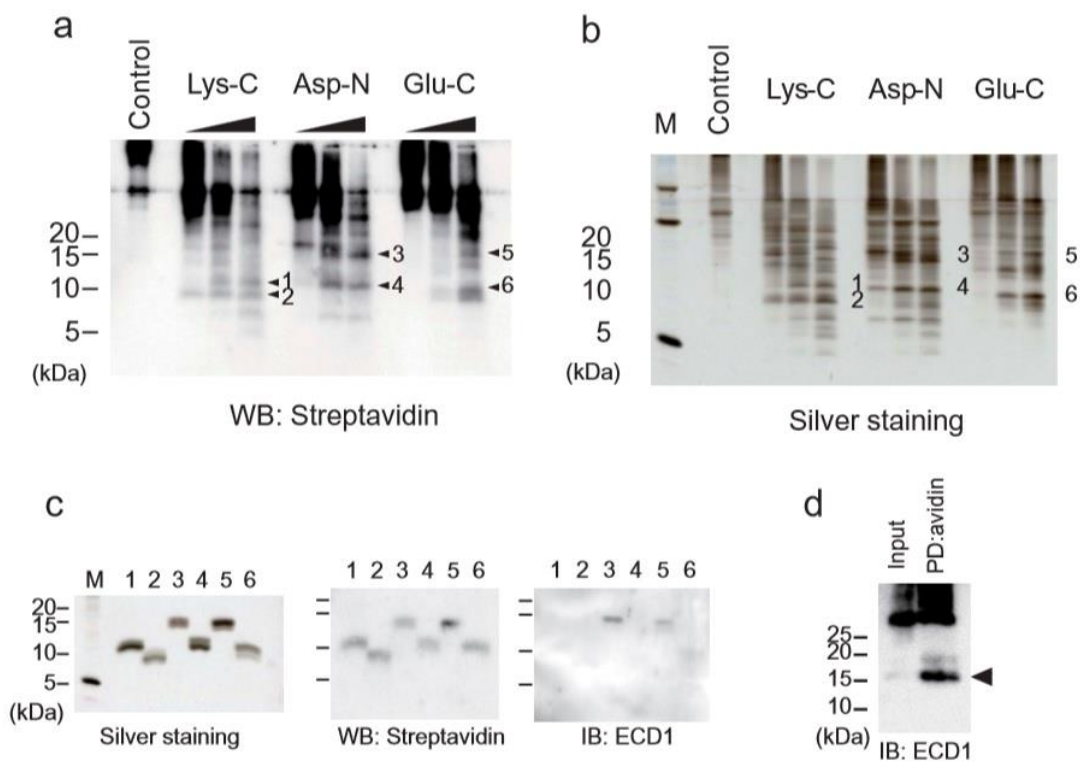 a
Control
Lys-C Asp-N Glu-C
20
15
10
5
(kDa)
1
2
3
4
5
6
WB: Streptavidin
b
M
Control
Lys-C Asp-N Glu-C
20
15
10
5
(kDa)
1
2
3
4
5
6
Silver staining
c
M 1 2 3 4 5 6
20
15
10
5
(kDa)
Silver staining
1 2 3 4 5 6
WB: Streptavidin
1 2 3 4 5 6
IB: ECD1
d
Input
PD:avidin
25
20
15
10
(kDa)
IB: ECD1